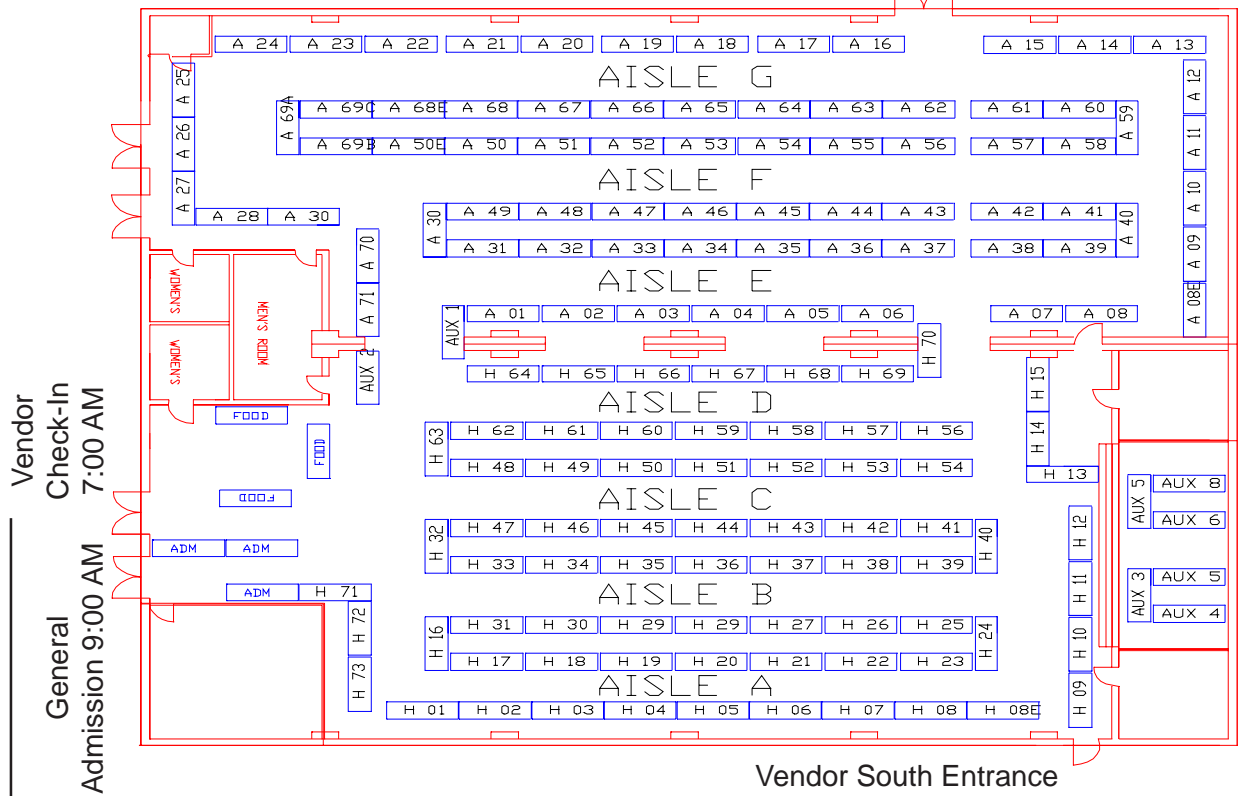 A 24 A 23 A 22 A 21 A 20 A 19 A 18 A 17 A 16 A 15 A 14 A 13
A 25
A 26
A 27
A 12
A 11
A 10
A 09
A 08E
AISLE G
A 69A
A 69C A 68E A 68 A 67 A 66 A 65 A 64 A 63 A 62 A 61 A 60
A 59
A 69B A 50E A 50 A 51 A 52 A 53 A 54 A 55 A 56 A 57 A 58
AISLE F
A 28 A 30
A 30
A 49 A 48 A 47 A 46 A 45 A 44 A 43 A 42 A 41
A 40
A 31 A 32 A 33 A 34 A 35 A 36 A 37 A 38 A 39
A 70
A 71
AUX 2
WOMEN'S
WOMEN'S
MEN'S ROOM
AISLE E
AUX 1
A 01 A 02 A 03 A 04 A 05 A 06 A 07 A 08
H 70
H 64 H 65 H 66 H 67 H 68 H 69
H 15
H 14
H 13
AISLE D
FOOD
FOOD
FOOD
H 63
H 62 H 61 H 60 H 59 H 58 H 57 H 56
H 48 H 49 H 50 H 51 H 52 H 53 H 54
AISLE C
AUX 5
AUX 8
AUX 6
H 32
H 47 H 46 H 45 H 44 H 43 H 42 H 41
H 40
H 33 H 34 H 35 H 36 H 37 H 38 H 39
H 12
H 11
H 10
H 09
ADM ADM
ADM H 71
H 72
H 73
AISLE B
AUX 3
AUX 5
AUX 4
H 16
H 31 H 30 H 29 H 29 H 27 H 26 H 25
H 24
H 17 H 18 H 19 H 20 H 21 H 22 H 23
AISLE A
H 01 H 02 H 03 H 04 H 05 H 06 H 07 H 08 H 08E
Vendor
Check-In
7:00 AM
General
Admission 9:00 AM
Vendor South Entrance